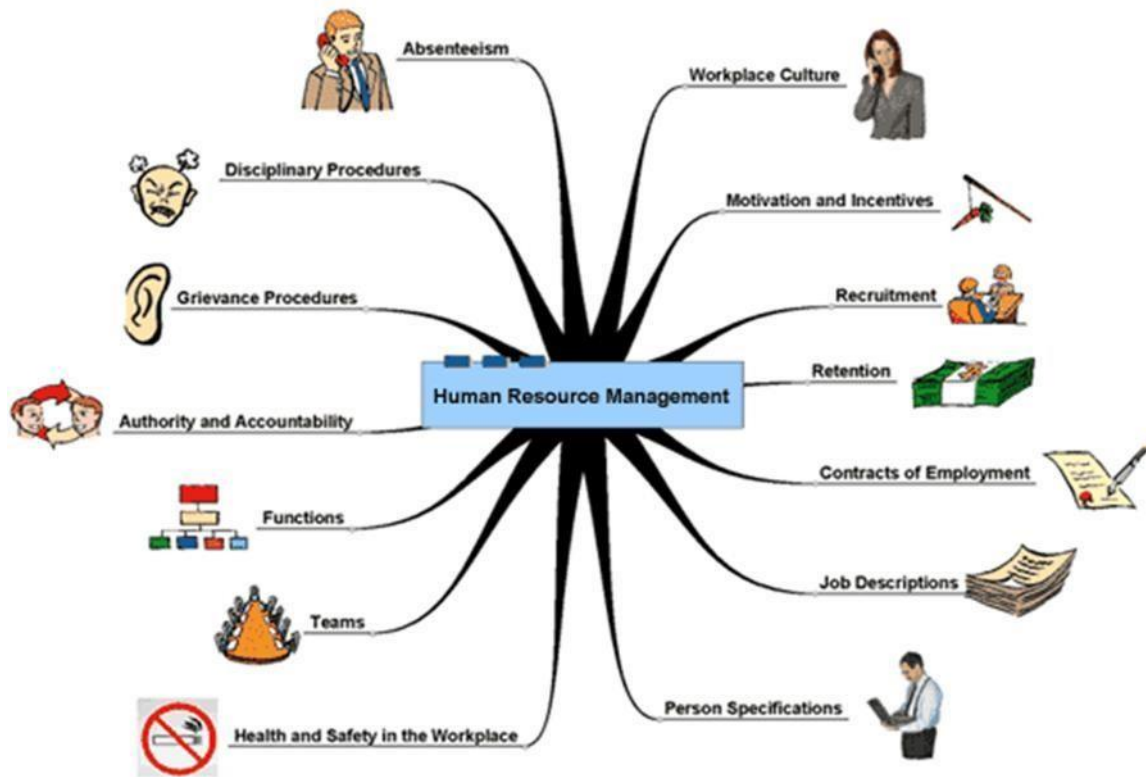 Absenteeism
Workplace Culture
Disciplinary Procedures
Motivation and Incentives
Grievance Procedures
Recruitment
Human Resource Management
Retention
Authority and Accountability
Contracts of Employment
Functions
Job Descriptions
Teams
Person Specifications
Health and Safety in the Workplace